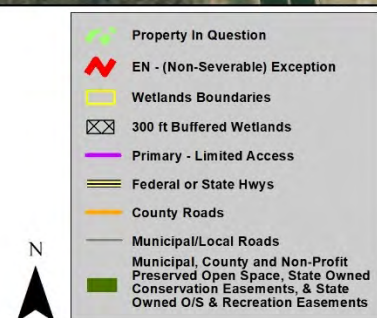 Property In Question
EN - (Non-Severable) Exception
Wetlands Boundaries
300 ft Buffered Wetlands
Primary - Limited Access
Federal or State Hwys
County Roads
N
Municipal/Local Roads
Municipal, County and Non-Profit
Preserved Open Space, State Owned
Conservation Easements, & State
Owned O/S & Recreation Easements